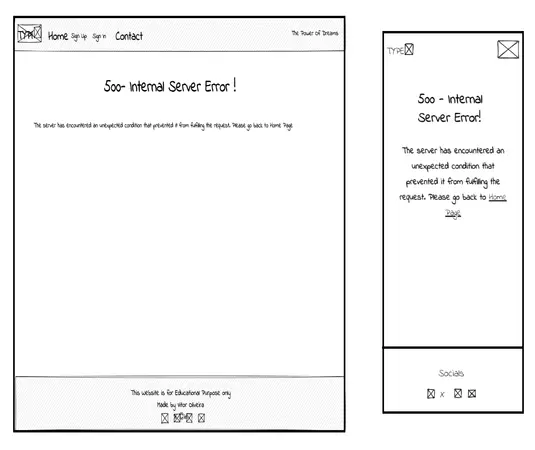 TYPE
Home Sign Up Sign in Contact
The Power Of Dreams
500- Internal Server Error !
The server has encountered an unexpected condition that prevented it from fulfilling the request. Please go back to Home Page
This website is for Educational Purpose only
Made by Vitor oliveira
TYPE
500 - Internal
Server Error!
The server has encountered an
unexpected condition that
prevented it from fulfilling the
request. Please go back to Home
Page
Socials
X